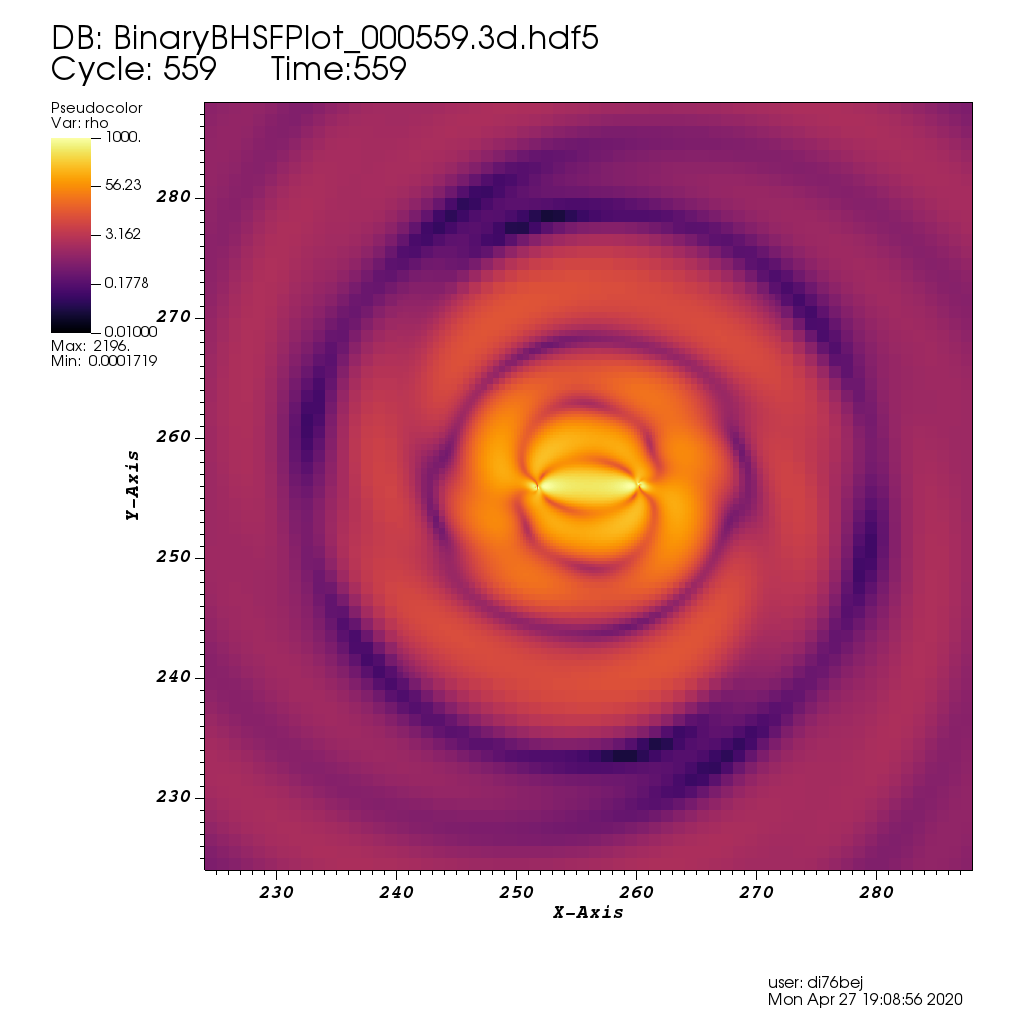 DB: BinaryBHSFPlot_000559.3d.hdf5
Cycle: 559 Time:559
Pseudocolor
Var: rho
1000.
56.23
3.162
0.1778
0.01000
Max: 2196.
Min: 0.0001719
280
270
260
250
240
230
Y-Axis
230 240 250 260 270 280
X-Axis
user: di76bej
Mon Apr 27 19:08:56 2020